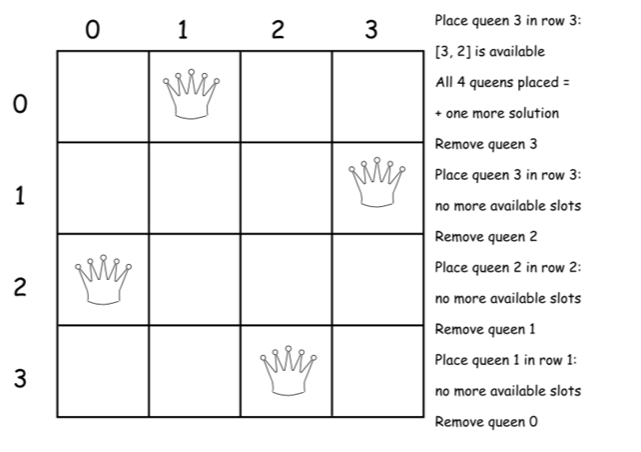 0 1 2 3
0
1
2
3
Place queen 3 in row 3:
[3, 2] is available
All 4 queens placed =
+ one more solution
Remove queen 3
Place queen 3 in row 3:
no more available slots
Remove queen 2
Place queen 2 in row 2:
no more available slots
Remove queen 1
Place queen 1 in row 1:
no more available slots
Remove queen 0